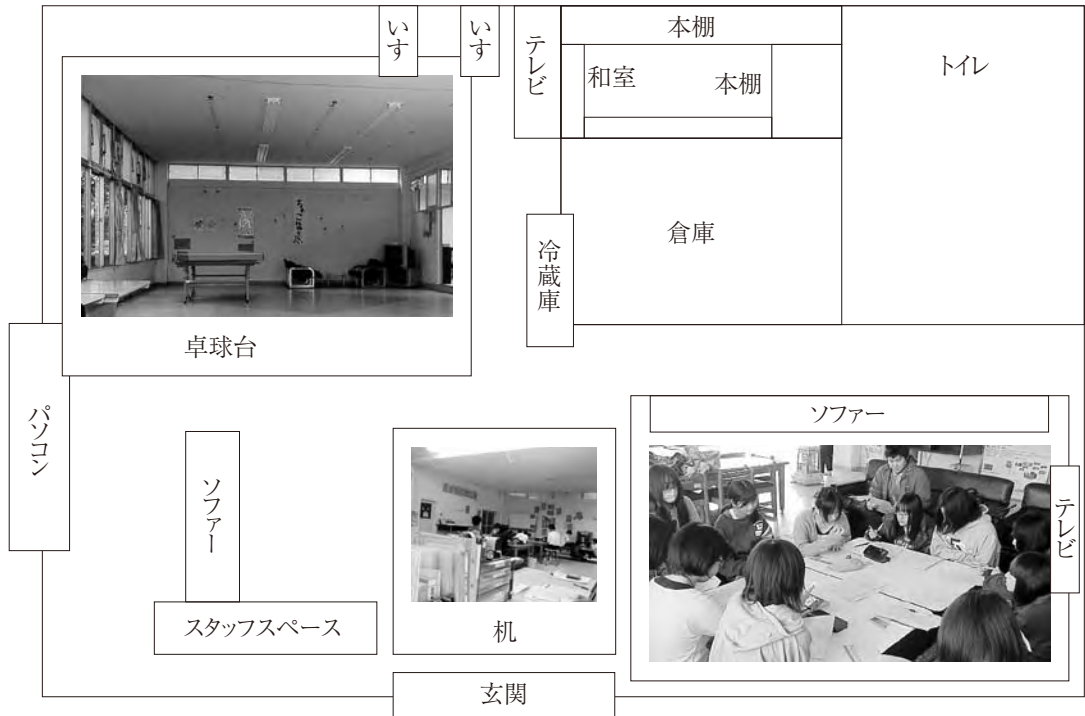 いす
いす
テレビ
本棚
和室
本棚
トイレ
倉庫
冷蔵庫
卓球台
パソコン
ソファー
ソファー
テレビ
スタッフスペース
机
玄関